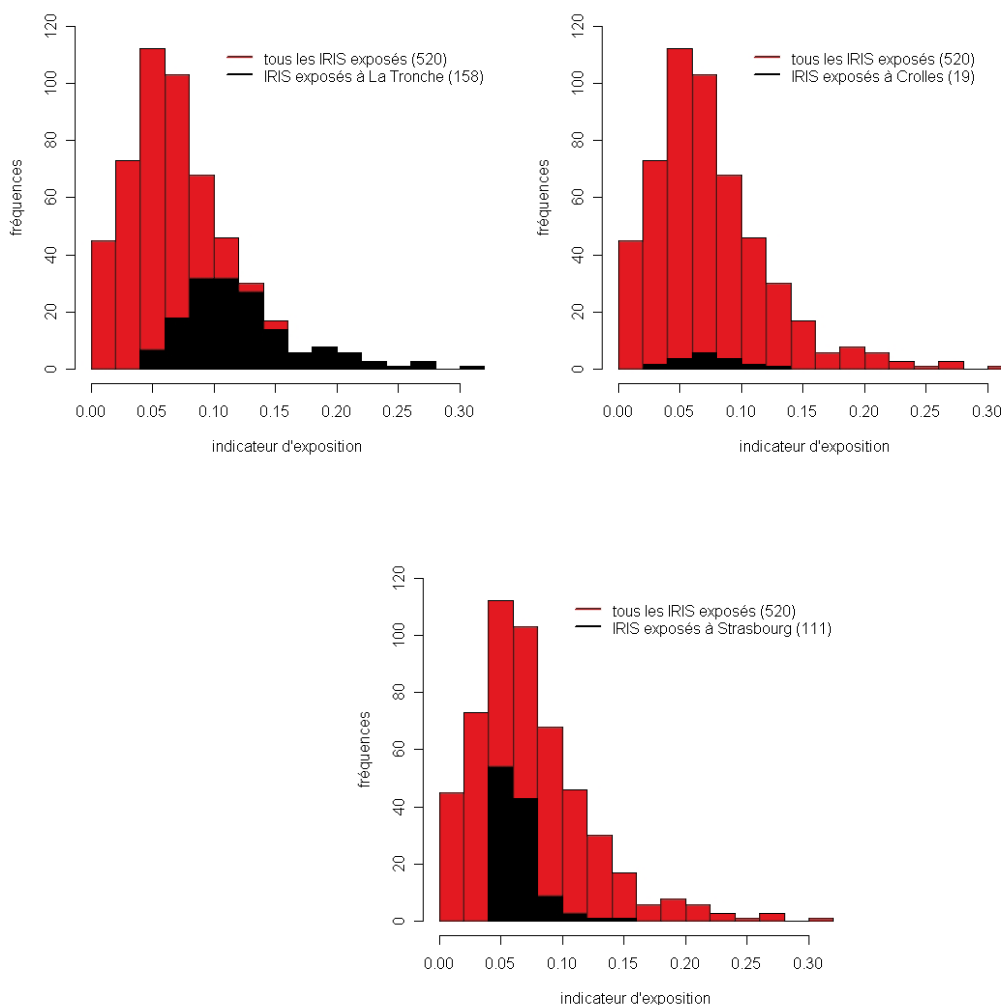 120
100
80
60
40
20
0
fréquences
tous les IRIS exposés (520)
IRIS exposés à La Tronche (158)
0.00 0.05 0.10 0.15 0.20 0.25 0.30
indicateur d'exposition
120
100
80
60
40
20
0
fréquences
tous les IRIS exposés (520)
IRIS exposés à Crolles (19)
0.00 0.05 0.10 0.15 0.20 0.25 0.30
indicateur d'exposition
120
100
80
60
40
20
0
fréquences
tous les IRIS exposés (520)
IRIS exposés à Strasbourg (111)
0.00 0.05 0.10 0.15 0.20 0.25 0.30
indicateur d'exposition